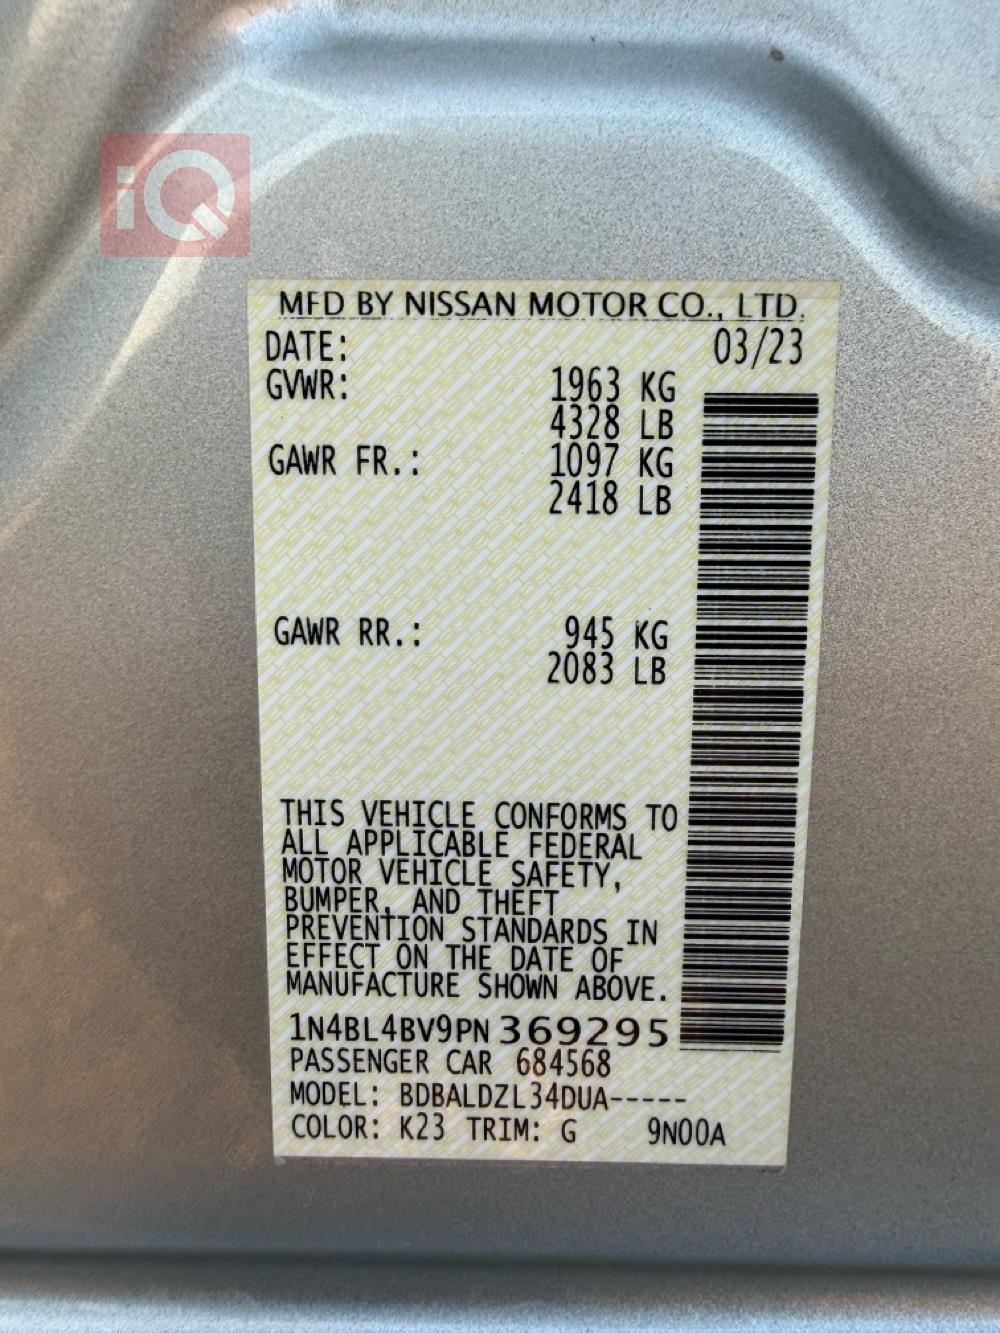 iQ
MFD BY NISSAN MOTOR CO., LTD.
DATE: 03/23
GVWR: 1963 KG
4328 LB
GAWR FR.: 1097 KG
2418 LB
GAWR RR.: 945 KG
2083 LB
THIS VEHICLE CONFORMS TO
ALL APPLICABLE FEDERAL
MOTOR VEHICLE SAFETY,
BUMPER, AND THEFT
PREVENTION STANDARDS IN
EFFECT ON THE DATE OF
MANUFACTURE SHOWN ABOVE.
1N4BL4BV9PN369295
PASSENGER CAR 684568
MODEL: BDBALDZL34DUA-----
COLOR: K23 TRIM: G 9N00A